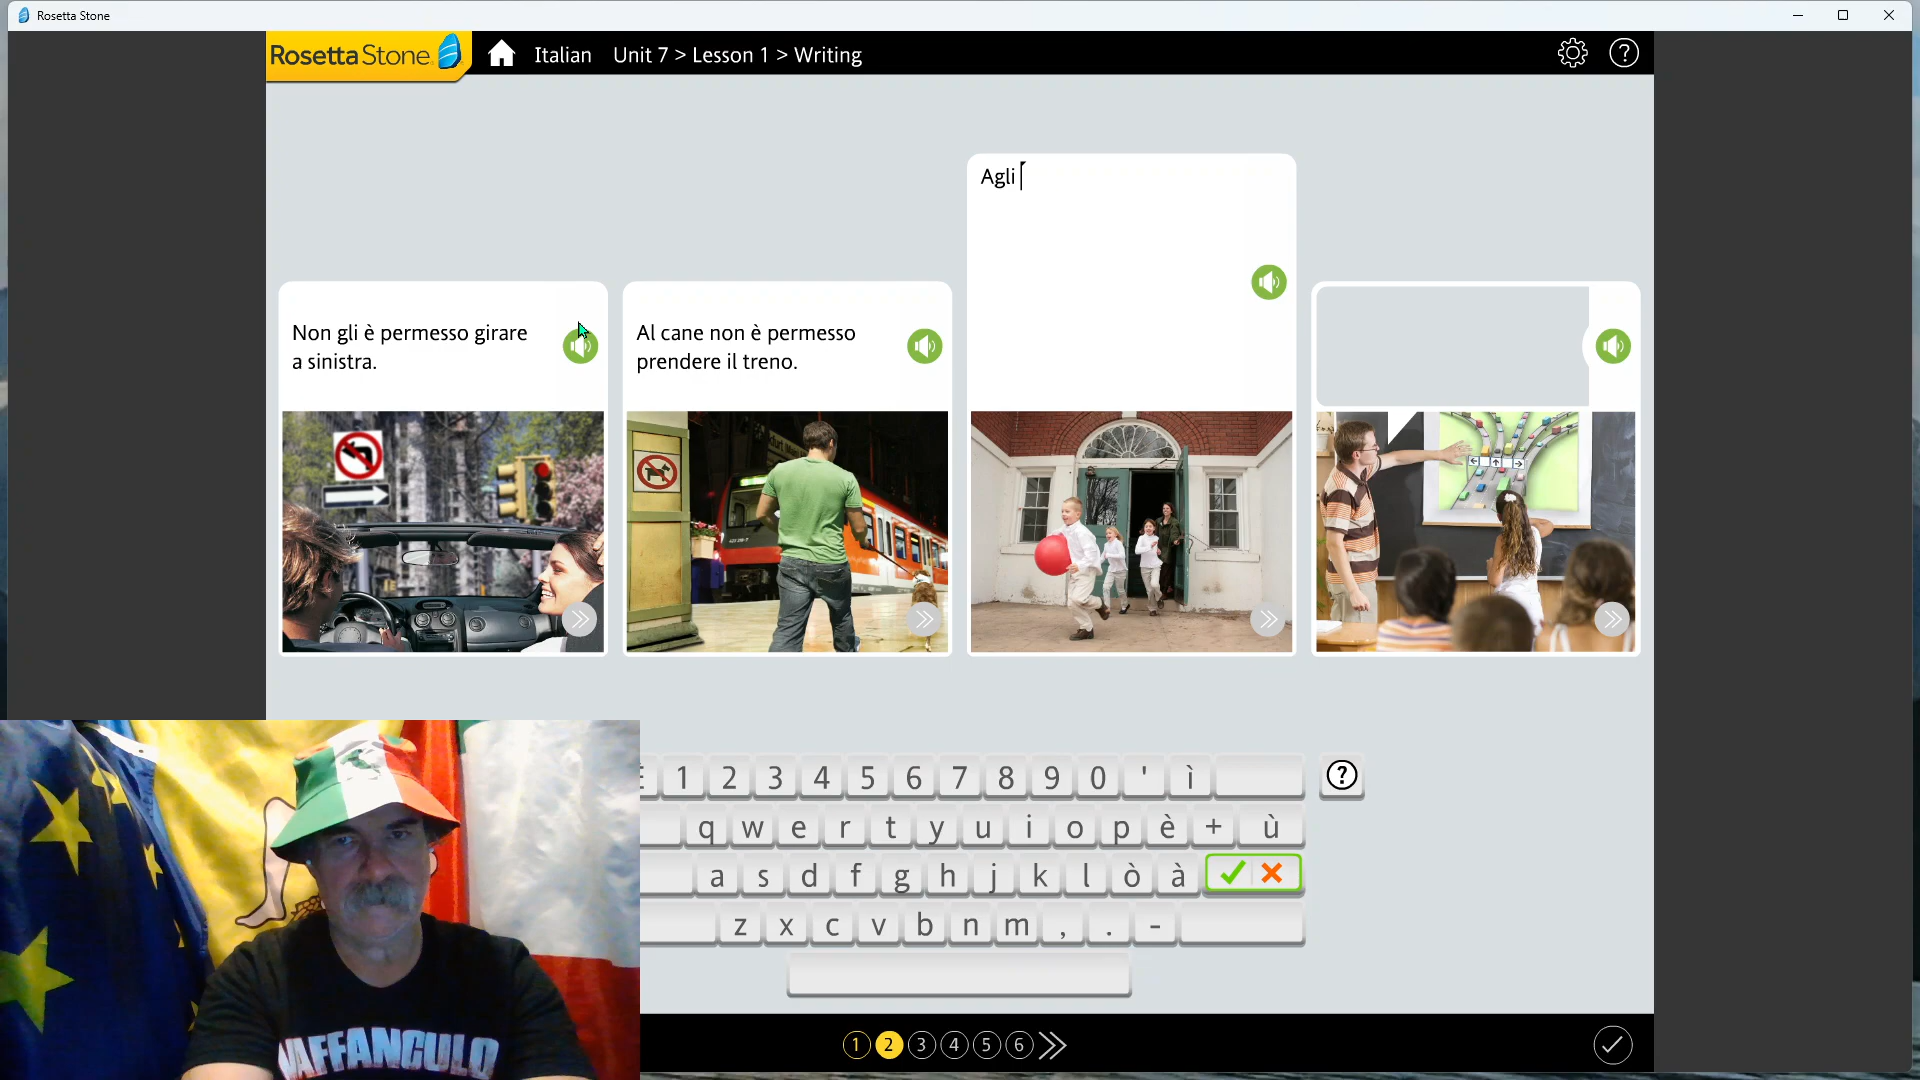 Rosetta Stone
RosettaStone
Italian Unit 7 > Lesson 1 > Writing
?
Non gli è permesso girare
a sinistra.
Al cane non è permesso
prendere il treno.
Agli
1 2 3 4 5 6 7 8 9 0 ' ì
?
q w e r t y u i o p è + ù
a s d f g h j k l ò à
z x c v b n m , . -
VAFFANCULO
1 2 3 4 5 6